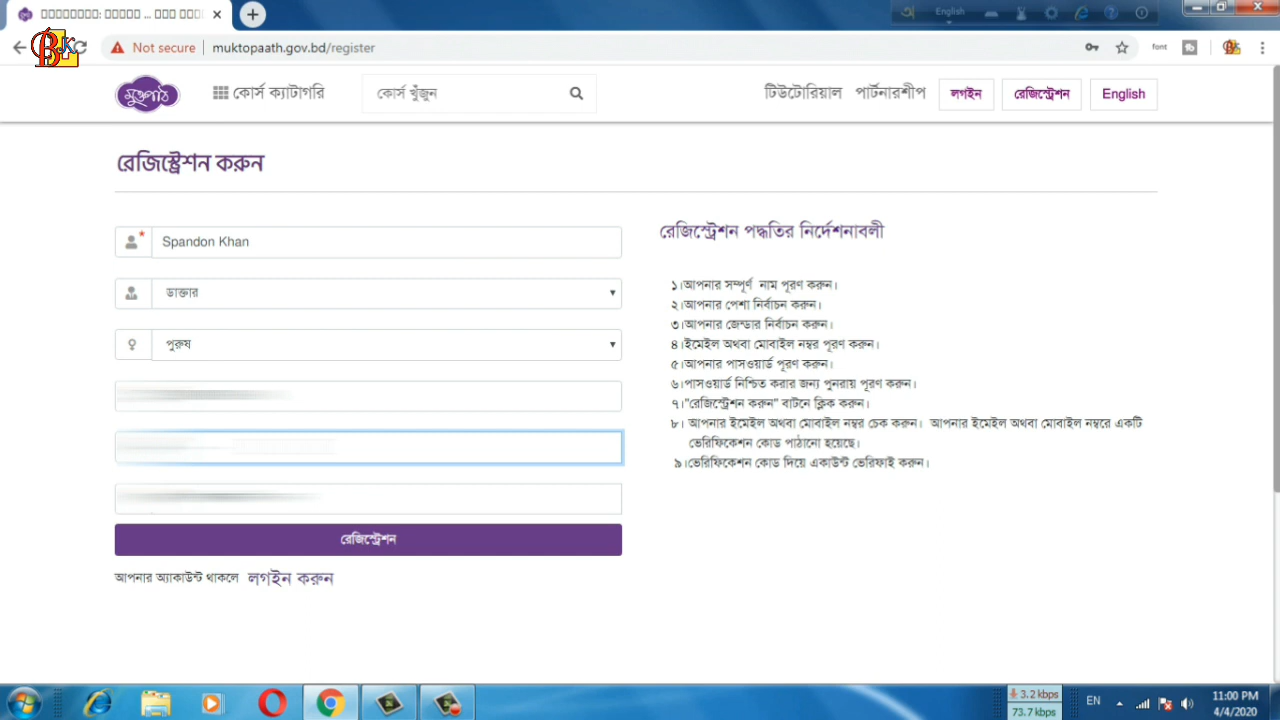 English
Not secure
muktopaath.gov.bd/register
font
মুক্তপাঠ
কোর্স ক্যাটাগরি
কোর্স খুঁজুন
টিউটোরিয়াল
পার্টনারশীপ
লগইন
রেজিস্ট্রেশন
English
রেজিস্ট্রেশন করুন
Spandon Khan
ডাক্তার
পুরুষ
রেজিস্ট্রেশন
আপনার অ্যাকাউন্ট থাকলে লগইন করুন
রেজিস্ট্রেশন পদ্ধতির নির্দেশনাবলী
১।আপনার সম্পূর্ণ নাম পূরণ করুন।
২।আপনার পেশা নির্বাচন করুন।
৩।আপনার জেন্ডার নির্বাচন করুন।
৪।ইমেইল অথবা মোবাইল নম্বর পূরণ করুন।
৫।আপনার পাসওয়ার্ড পূরণ করুন।
৬।পাসওয়ার্ড নিশ্চিত করার জন্য পুনরায় পূরণ করুন।
৭।"রেজিস্ট্রেশন করুন" বাটনে ক্লিক করুন।
৮। আপনার ইমেইল অথবা মোবাইল নম্বর চেক করুন। আপনার ইমেইল অথবা মোবাইল নম্বরে একটি
ভেরিফিকেশন কোড পাঠানো হয়েছে।
৯।ভেরিফিকেশন কোড দিয়ে একাউন্ট ভেরিফাই করুন।
3.2 kbps
73.7 kbps
EN
11:00 PM
4/4/2020